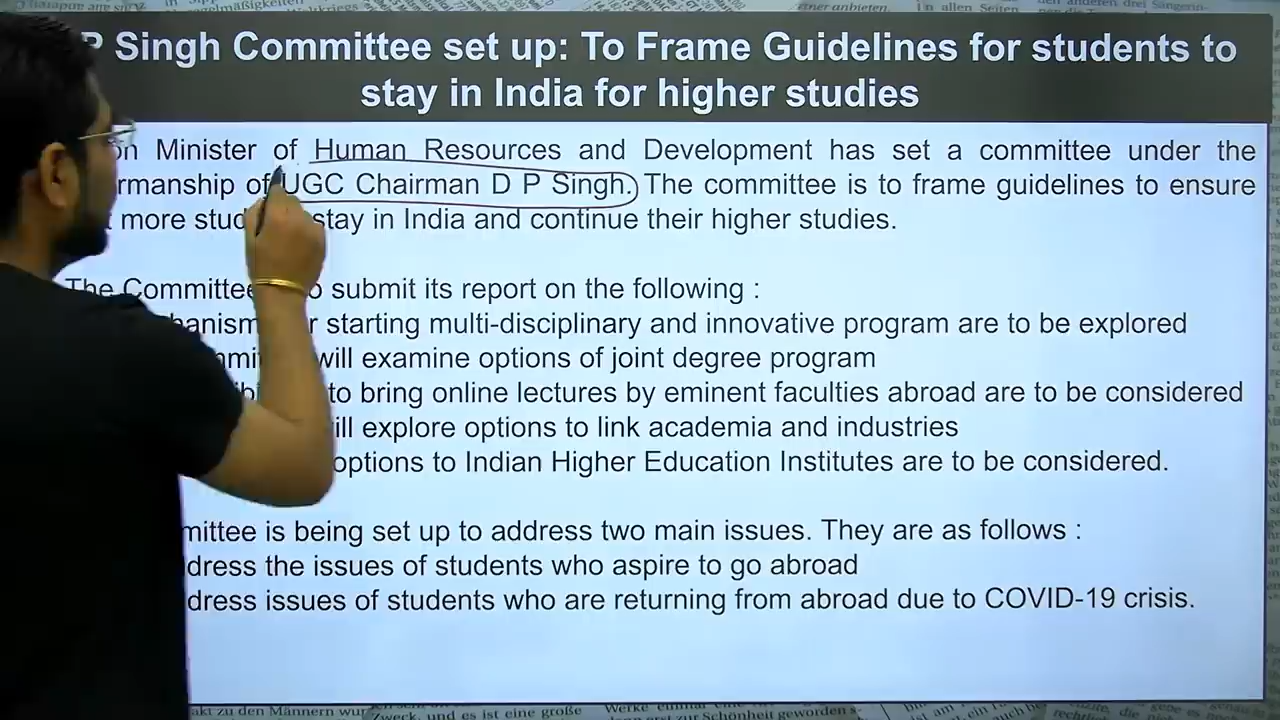 P Singh Committee set up: To Frame Guidelines for students to
stay in India for higher studies
Minister of Human Resources and Development has set a committee under the
of UGC Chairman D P Singh. The committee is to frame guidelines to ensure
more stay in India and continue their higher studies.
The Committee submit its report on the following :
starting multi-disciplinary and innovative program are to be explored
will examine options of joint degree program
to bring online lectures by eminent faculties abroad are to be considered
explore options to link academia and industries
options to Indian Higher Education Institutes are to be considered.
is being set up to address two main issues. They are as follows :
the issues of students who aspire to go abroad
issues of students who are returning from abroad due to COVID-19 crisis.